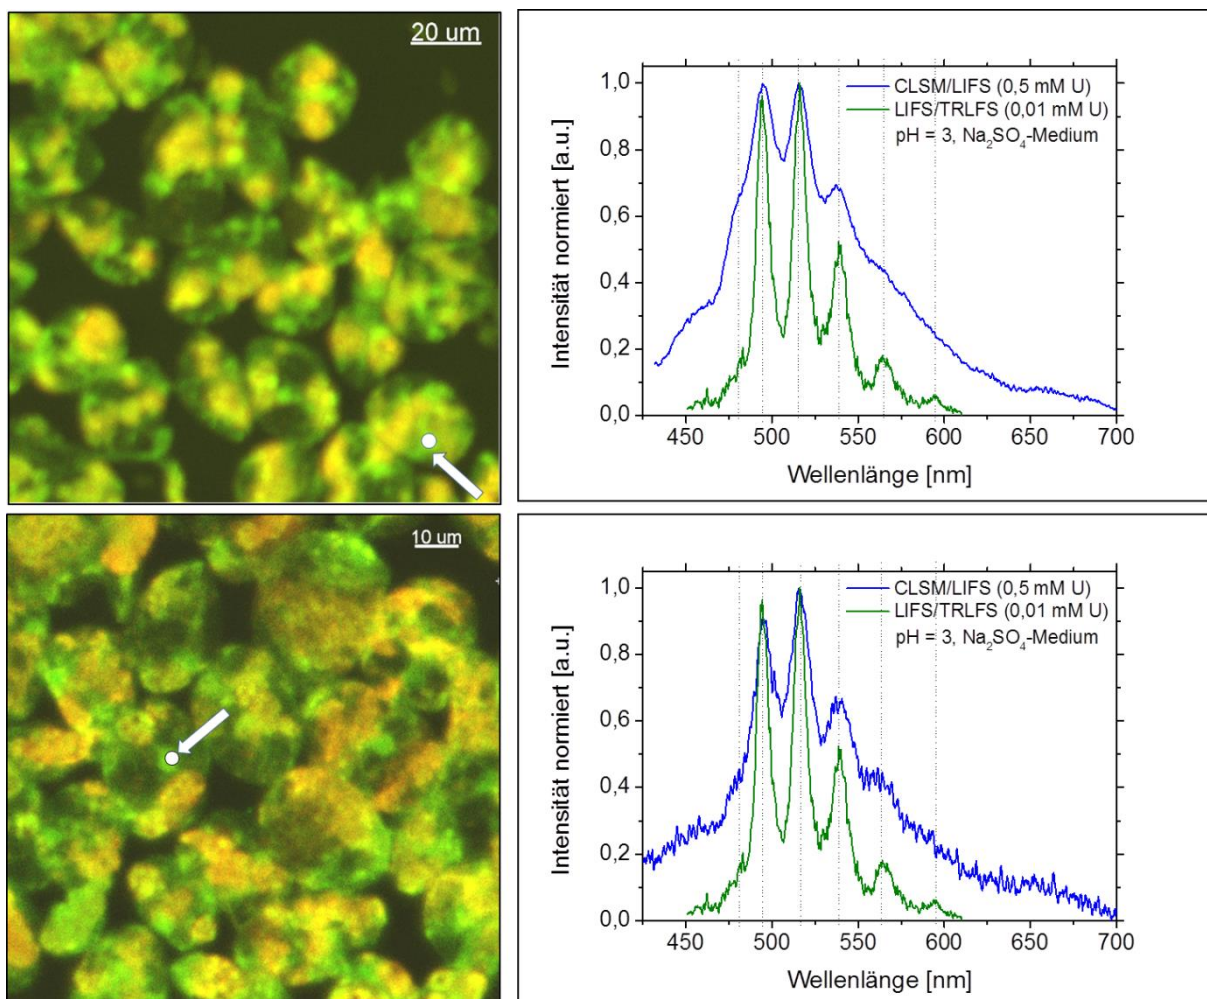 20 um
CLSM/LIFS (0,5 mM U)
LIFS/TRLFS (0,01 mM U)
pH = 3, Na₂SO₄-Medium
Intensität normiert [a.u.]
1,0
0,8
0,6
0,4
0,2
0,0
450 500 550 600 650 700
Wellenlänge [nm]
10 um
CLSM/LIFS (0,5 mM U)
LIFS/TRLFS (0,01 mM U)
pH = 3, Na₂SO₄-Medium
Intensität normiert [a.u.]
1,0
0,8
0,6
0,4
0,2
0,0
450 500 550 600 650 700
Wellenlänge [nm]